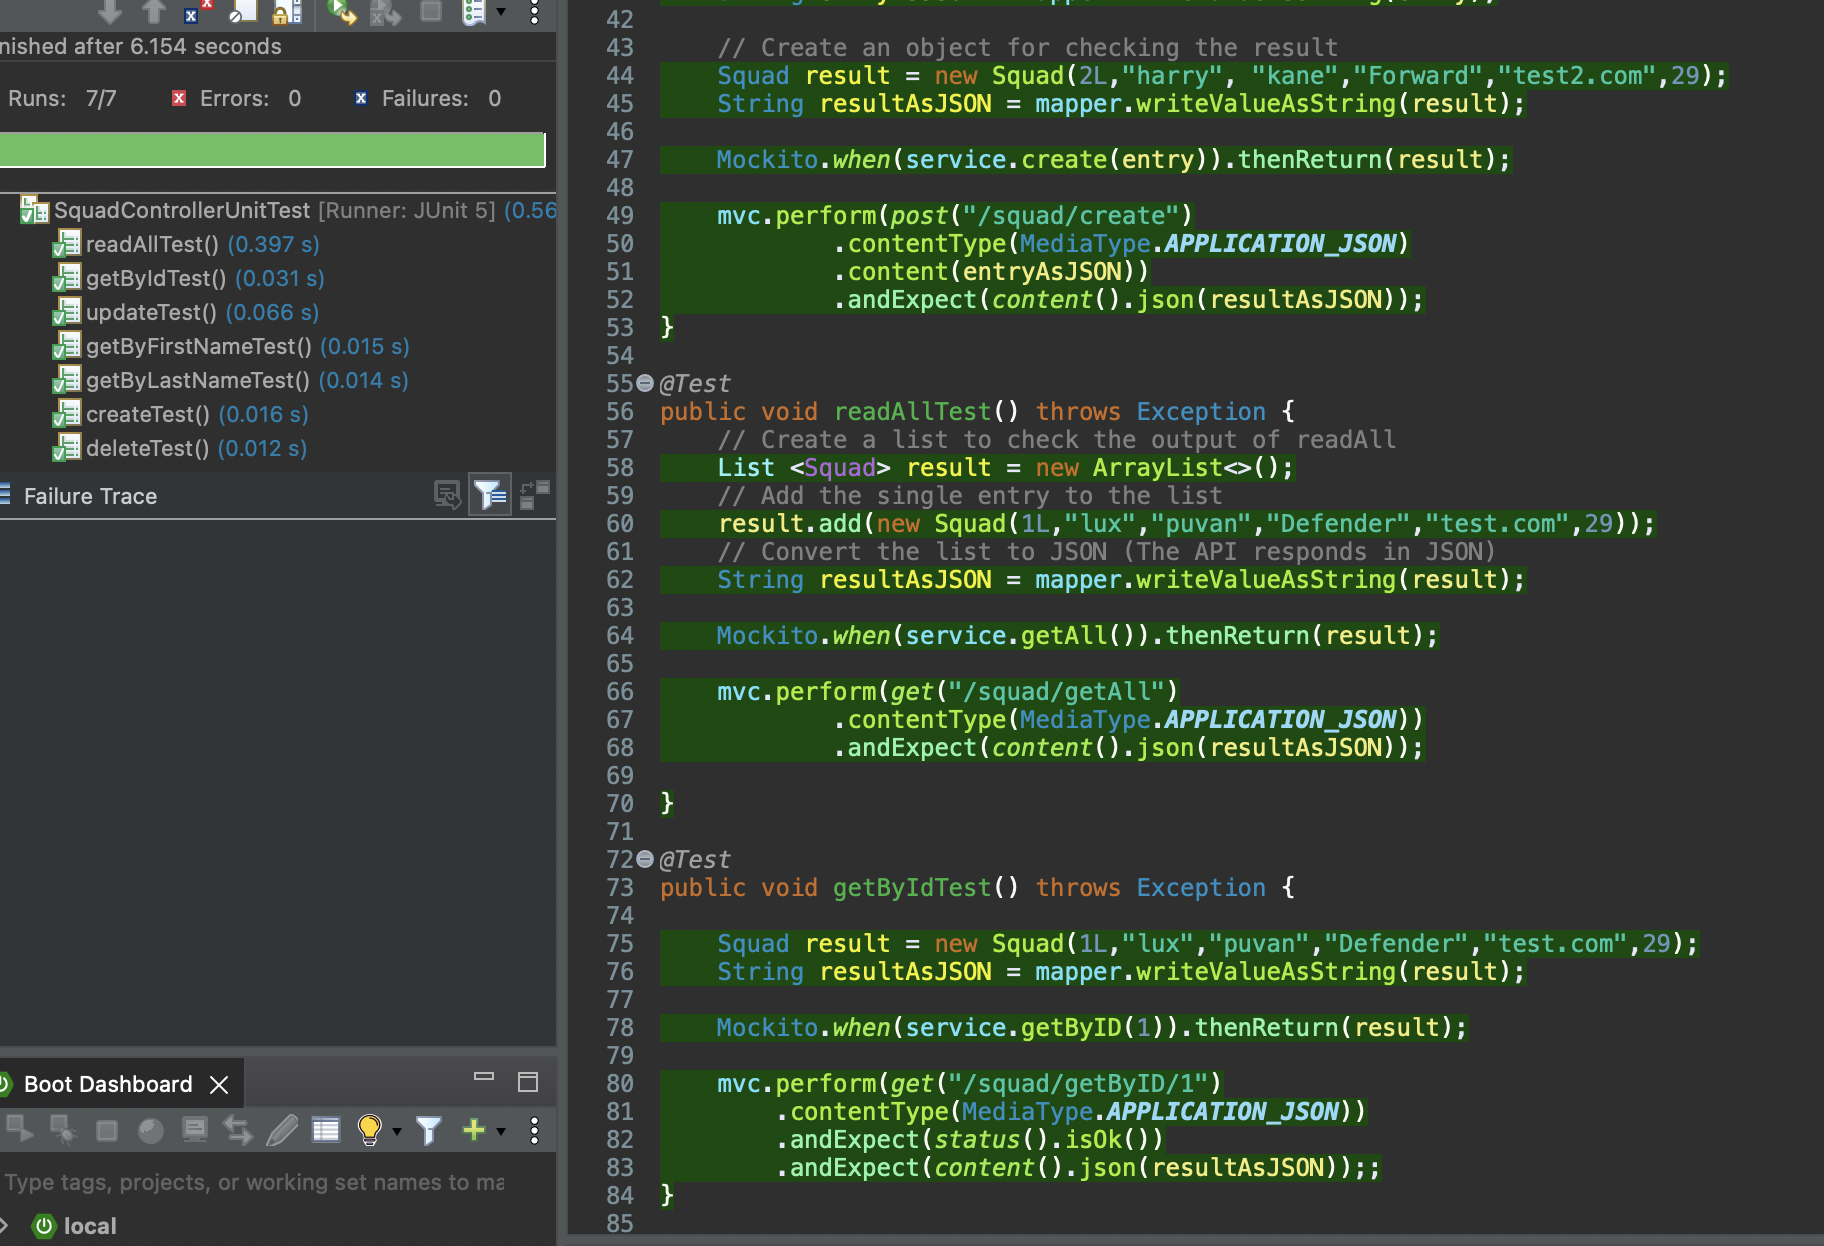 nished after 6.154 seconds
Runs: 7/7 Errors: 0 Failures: 0
SquadControllerUnitTest [Runner: JUnit 5] (0.56
readAllTest() (0.397 s)
getByIdTest() (0.031 s)
updateTest() (0.066 s)
getByFirstNameTest() (0.015 s)
getByLastNameTest() (0.014 s)
createTest() (0.016 s)
deleteTest() (0.012 s)
Failure Trace
Boot Dashboard
Type tags, projects, or working set names to ma
local
42
43 // Create an object for checking the result
44 Squad result = new Squad(2L,"harry", "kane","Forward","test2.com",29);
45 String resultAsJSON = mapper.writeValueAsString(result);
46
47 Mockito.when(service.create(entry)).thenReturn(result);
48
49 mvc.perform(post("/squad/create")
50 .contentType(MediaType.APPLICATION_JSON)
51 .content(entryAsJSON))
52 .andExpect(content().json(resultAsJSON));
53 }
54
55 @Test
56 public void readAllTest() throws Exception {
57 // Create a list to check the output of readAll
58 List <Squad> result = new ArrayList<>();
59 // Add the single entry to the list
60 result.add(new Squad(1L,"lux","puvan","Defender","test.com",29));
61 // Convert the list to JSON (The API responds in JSON)
62 String resultAsJSON = mapper.writeValueAsString(result);
63
64 Mockito.when(service.getAll()).thenReturn(result);
65
66 mvc.perform(get("/squad/getAll")
67 .contentType(MediaType.APPLICATION_JSON))
68 .andExpect(content().json(resultAsJSON));
69
70 }
71
72 @Test
73 public void getByIdTest() throws Exception {
74
75 Squad result = new Squad(1L,"lux","puvan","Defender","test.com",29);
76 String resultAsJSON = mapper.writeValueAsString(result);
77
78 Mockito.when(service.getByID(1)).thenReturn(result);
79
80 mvc.perform(get("/squad/getByID/1")
81 .contentType(MediaType.APPLICATION_JSON))
82 .andExpect(status().isOk())
83 .andExpect(content().json(resultAsJSON));;
84 }
85